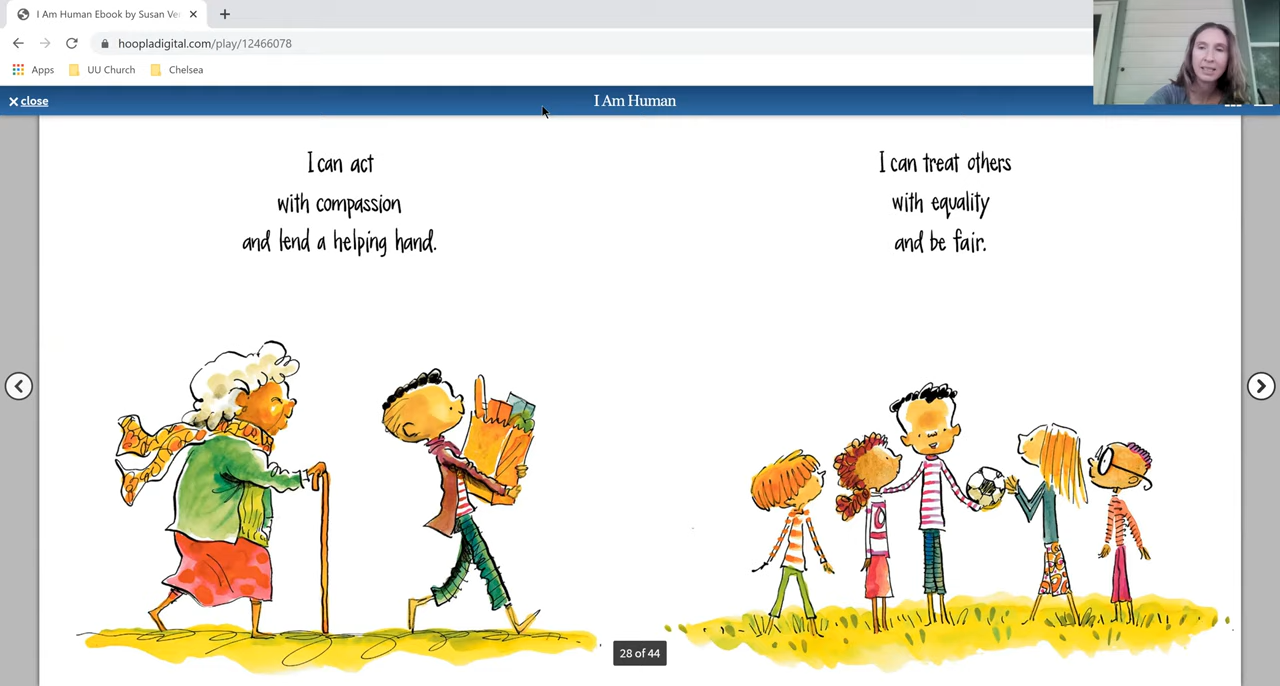 I Am Human Ebook by Susan Ver
hoopladigital.com/play/12466078
Apps
UU Church
Chelsea
close
I Am Human
I can act
with compassion
and lend a helping hand.
I can treat others
with equality
and be fair.
28 of 44